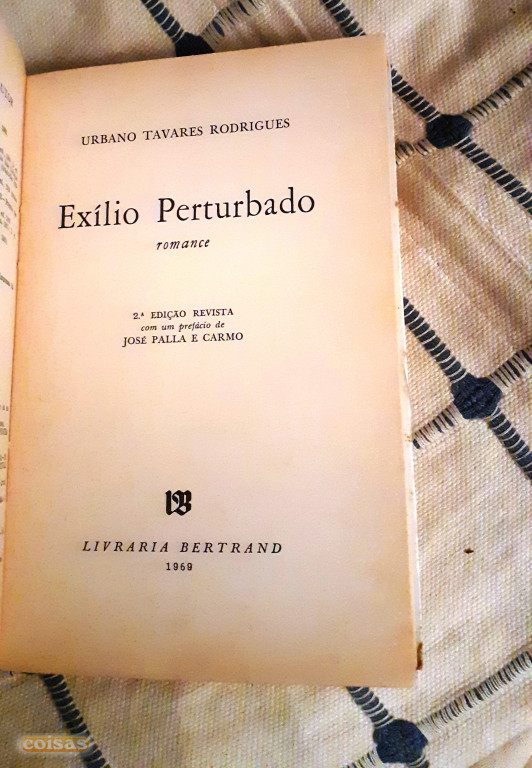 URBANO TAVARES RODRIGUES
Exílio Perturbado
romance
2.ª EDIÇÃO REVISTA
com um prefácio de
JOSÉ PALLA E CARMO
LIVRARIA BERTRAND
1969
coisas